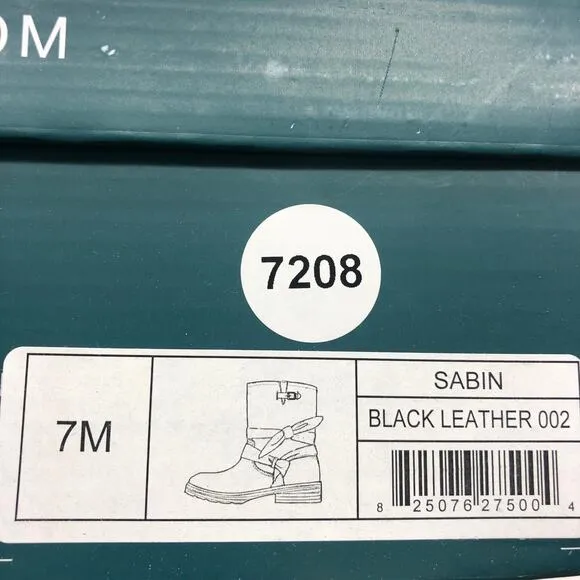 OM
7208
7M
SABIN
BLACK LEATHER 002
8 25076 27500 4